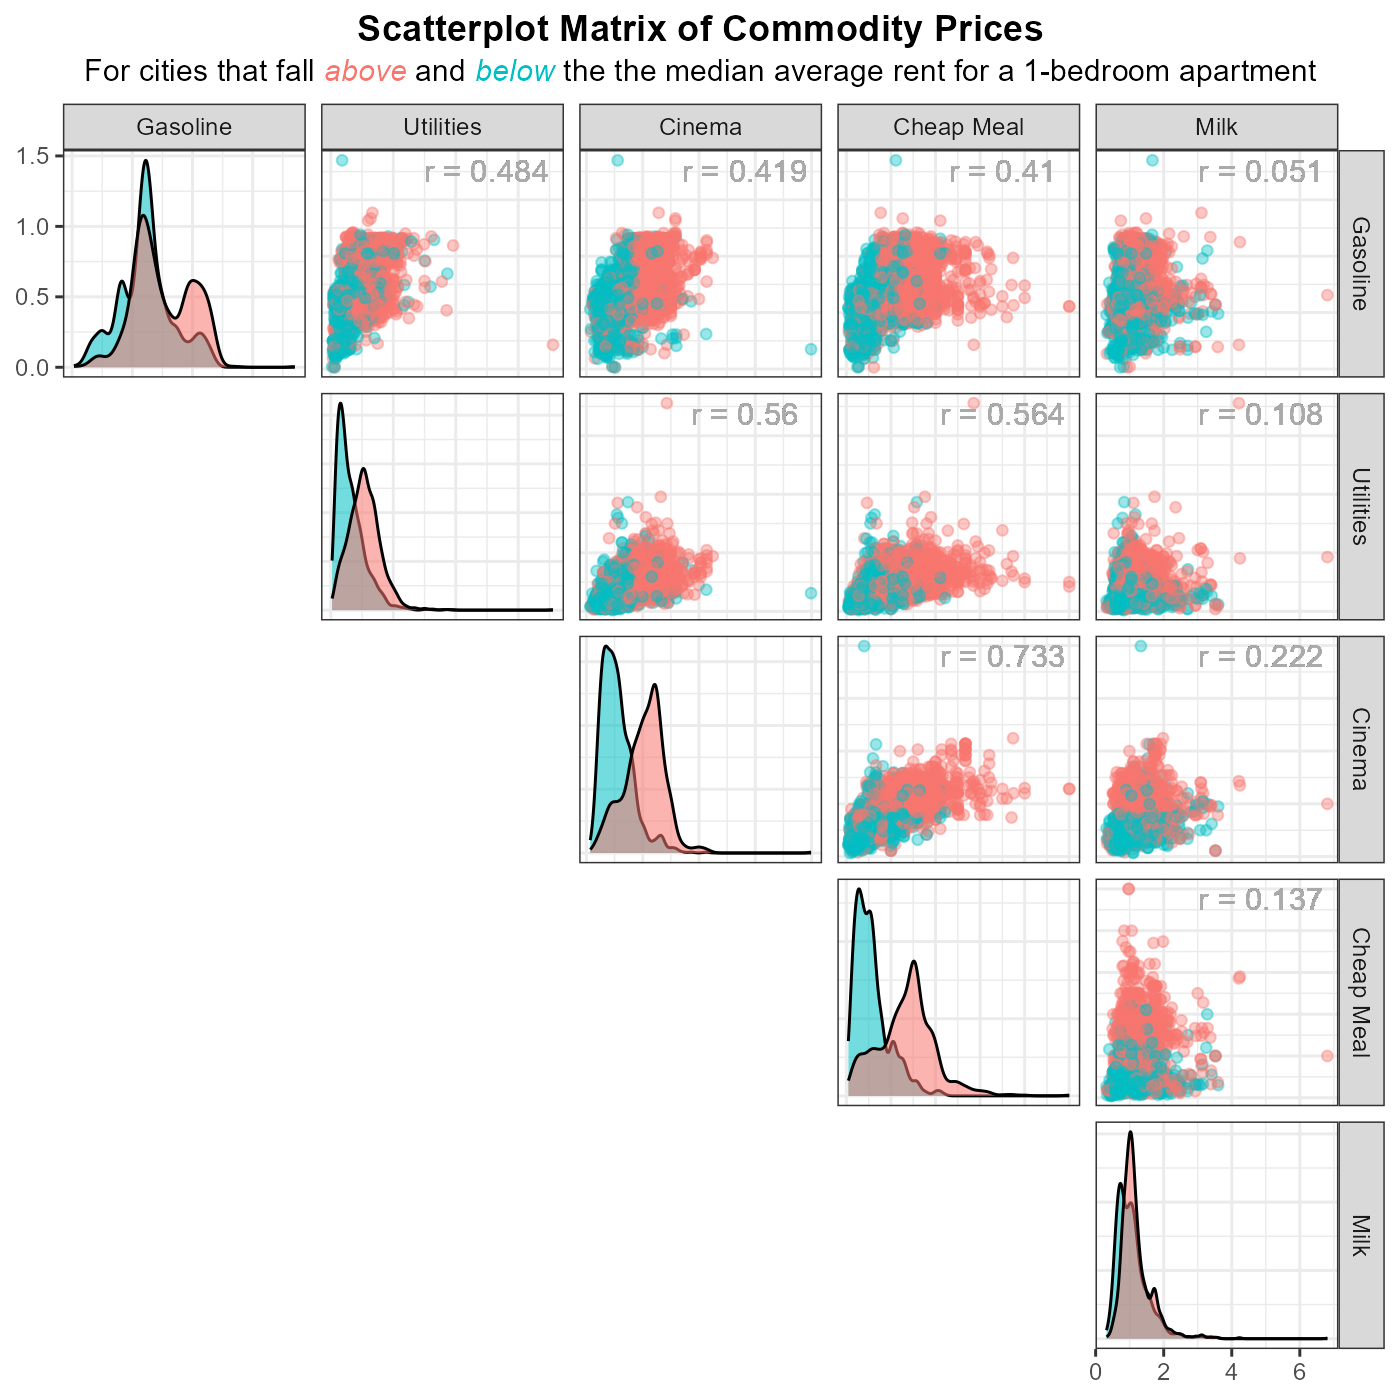 Scatterplot Matrix of Commodity Prices
For cities that fall above and below the the median average rent for a 1-bedroom apartment
Gasoline Utilities Cinema Cheap Meal Milk
1.5
1.0
0.5
0.0
r = 0.484 r = 0.419 r = 0.41 r = 0.051
Gasoline
r = 0.56 r = 0.564 r = 0.108
Utilities
r = 0.733 r = 0.222
Cinema
r = 0.137
Cheap Meal
Milk
0 2 4 6